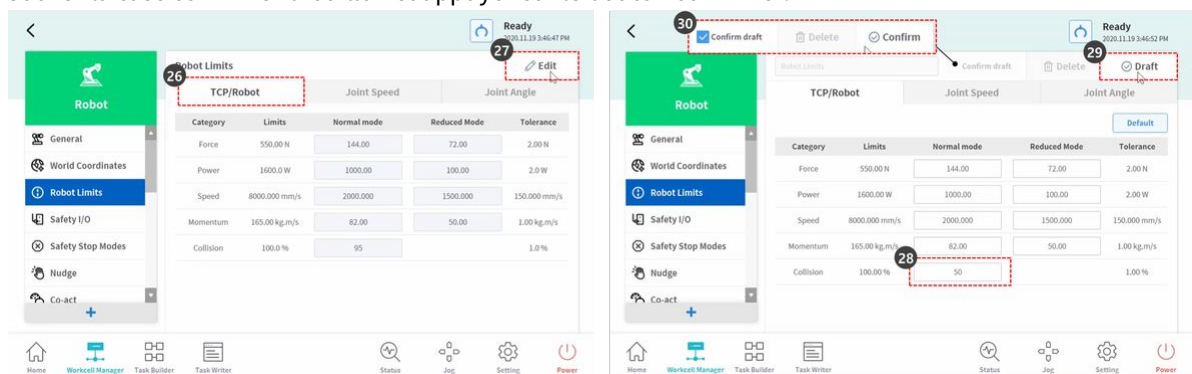 Ready
2020.11.19 3:46:47 PM
27
Edit
Robot Limits
26
TCP/Robot
Joint Speed
Joint Angle
Robot
Category Limits Normal mode Reduced Mode Tolerance
General
Force 550.00 N 144.00 72.00 2.00 N
World Coordinates
Power 1600.0 W 1000.00 100.00 2.0 W
Robot Limits
Speed 8000.000 mm/s 2000.000 1500.000 150.000 mm/s
Safety I/O
Momentum 165.00 kg.m/s 82.00 50.00 1.00 kg.m/s
Safety Stop Modes
Collision 100.0 % 95 1.0 %
Nudge
Co-act
+
Home Workcell Manager Task Builder Task Writer Status Jog Setting Power
30
Confirm draft Delete Confirm
Ready
2020.11.19 3:46:52 PM
29
Robot Limits Confirm draft Delete Draft
TCP/Robot
Joint Speed
Joint Angle
Robot
Default
General
Category Limits Normal mode Reduced Mode Tolerance
World Coordinates
Force 550.00 N 144.00 72.00 2.00 N
Robot Limits
Power 1600.00 W 1000.00 100.00 2.00 W
Speed 8000.000 mm/s 2000.000 1500.000 150.000 mm/s
Safety I/O
Safety Stop Modes
Momentum 165.00 kg.m/s 82.00 50.00 1.00 kg.m/s
28
Nudge
Collision 100.00 % 50 1.00 %
Co-act
+
Home Workcell Manager Task Builder Task Writer Status Jog Setting Power